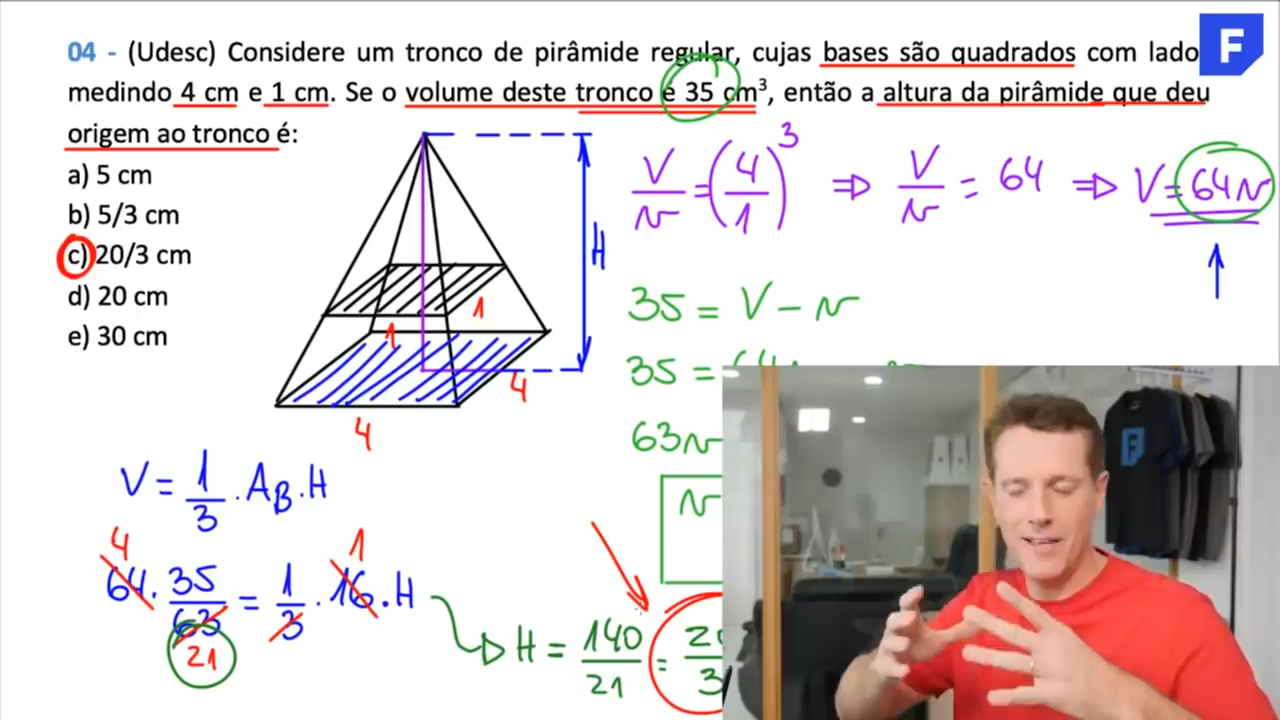 04 - (Udesc) Considere um tronco de pirâmide regular, cujas bases são quadrados com lado
medindo 4 cm e 1 cm. Se o volume deste tronco é 35 cm³, então a altura da pirâmide que deu
origem ao tronco é:
a) 5 cm
b) 5/3 cm
c) 20/3 cm
d) 20 cm
e) 30 cm
H
1
1
4
4
V/v = (4/1)³ ⇒ V/v = 64 ⇒ V = 64v
35 = V - v
35 =
63v
v
V = 1/3 . A_B . H
4 1
64 . 35/63 = 1/3 . 16 . H
21
H = 140/21 =
F
F